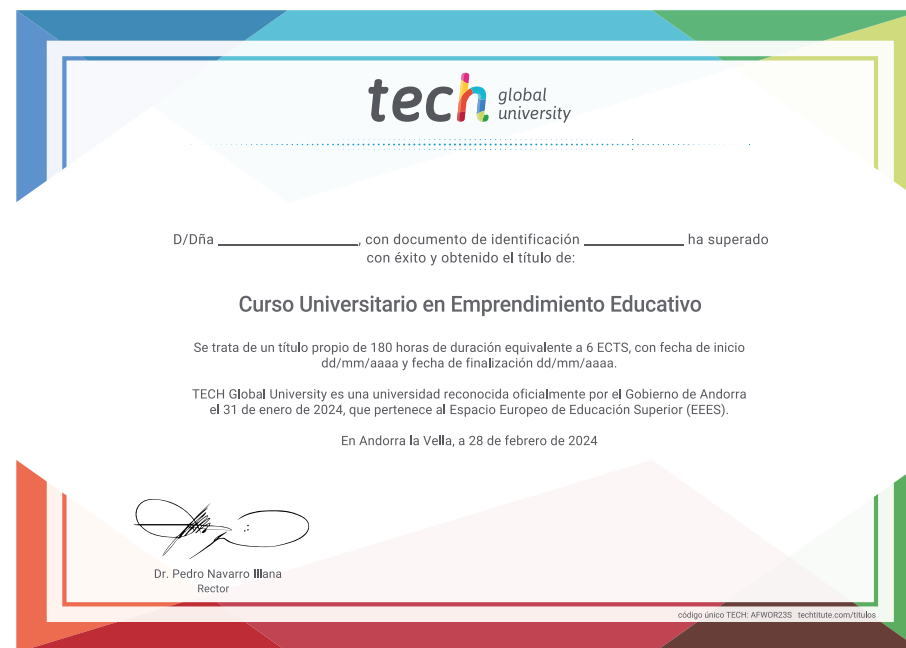 tech global university
D/Dña ____________________, con documento de identificación ______________ ha superado
con éxito y obtenido el título de:
Curso Universitario en Emprendimiento Educativo
Se trata de un título propio de 180 horas de duración equivalente a 6 ECTS, con fecha de inicio
dd/mm/aaaa y fecha de finalización dd/mm/aaaa.
TECH Global University es una universidad reconocida oficialmente por el Gobierno de Andorra
el 31 de enero de 2024, que pertenece al Espacio Europeo de Educación Superior (EEES).
En Andorra la Vella, a 28 de febrero de 2024
Dr. Pedro Navarro Illana
Rector
código único TECH: AFWOR23S techtitute.com/titulos